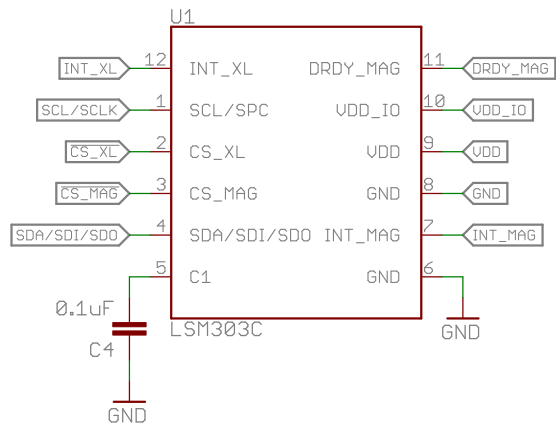 U1
INT_XL 12 INT_XL DRDY_MAG 11 DRDY_MAG
SCL/SCLK 1 SCL/SPC VDD_IO 10 VDD_IO
CS_XL 2 CS_XL VDD 9 VDD
CS_MAG 3 CS_MAG GND 8 GND
SDA/SDI/SDO 4 SDA/SDI/SDO INT_MAG 7 INT_MAG
5 C1 GND 6
0.1uF
C4
LSM303C
GND
GND